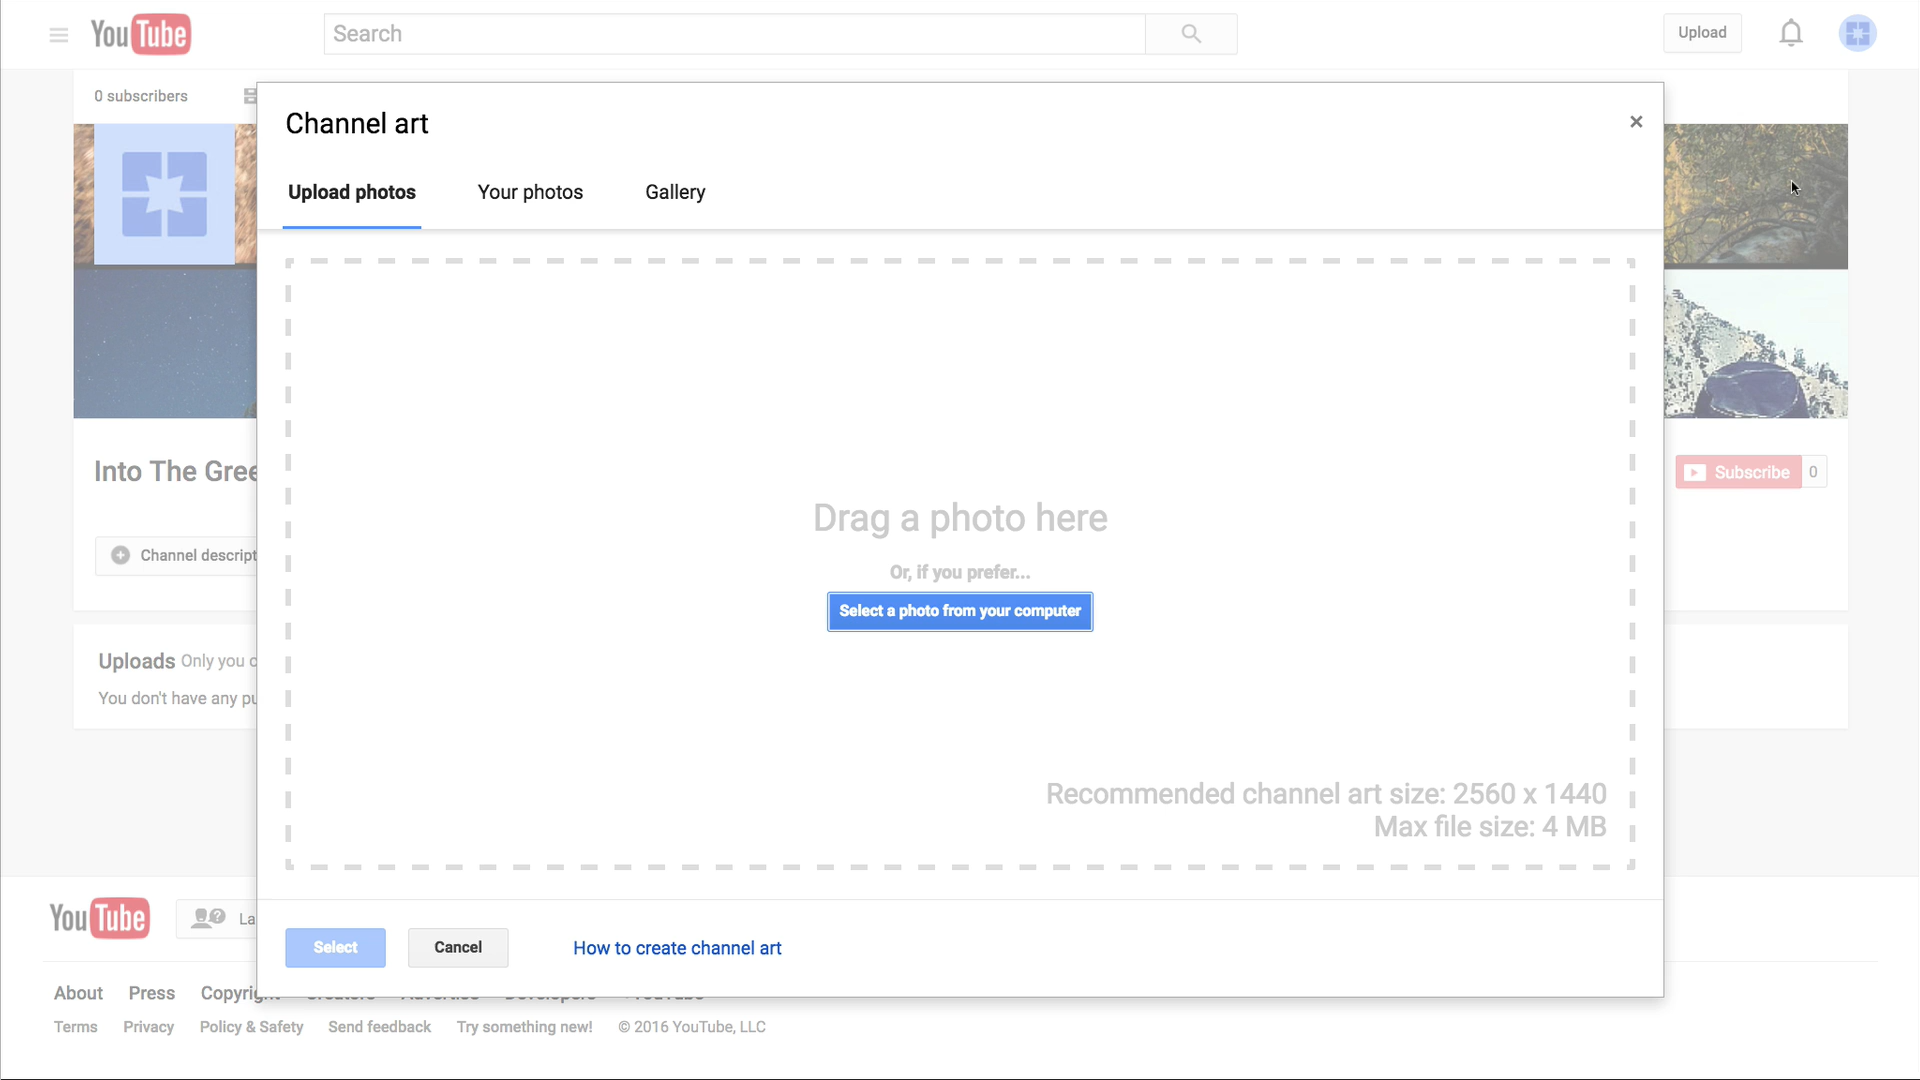 YouTube
Search
Upload
0 subscribers
Channel art
×
Upload photos
Your photos
Gallery
Drag a photo here
Or, if you prefer...
Select a photo from your computer
Recommended channel art size: 2560 x 1440
Max file size: 4 MB
Into The Gree
Subscribe 0
Channel descript
Uploads Only you c
You don't have any pu
YouTube
La
Select
Cancel
How to create channel art
About Press Copyrig
Terms Privacy Policy & Safety Send feedback Try something new! © 2016 YouTube, LLC